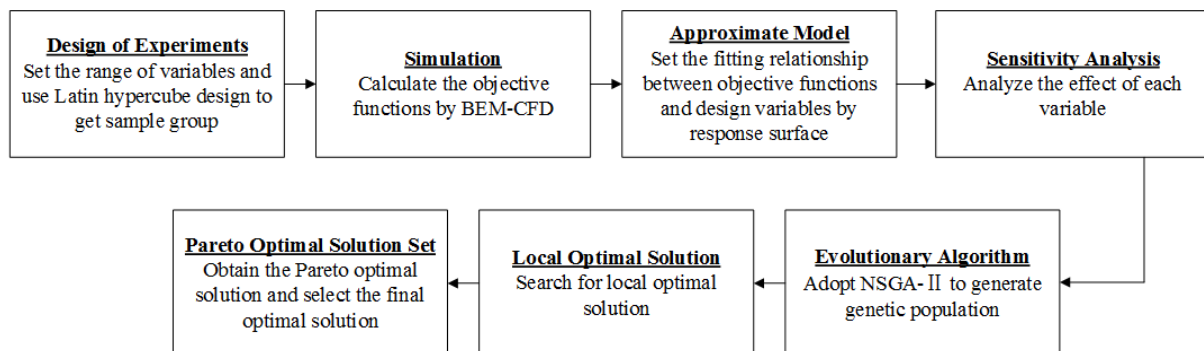 Design of Experiments
Set the range of variables and
use Latin hypercube design to
get sample group
Simulation
Calculate the objective
functions by BEM-CFD
Approximate Model
Set the fitting relationship
between objective functions
and design variables by
response surface
Sensitivity Analysis
Analyze the effect of each
variable
Evolutionary Algorithm
Adopt NSGA-Ⅱ to generate
genetic population
Local Optimal Solution
Search for local optimal
solution
Pareto Optimal Solution Set
Obtain the Pareto optimal
solution and select the final
optimal solution